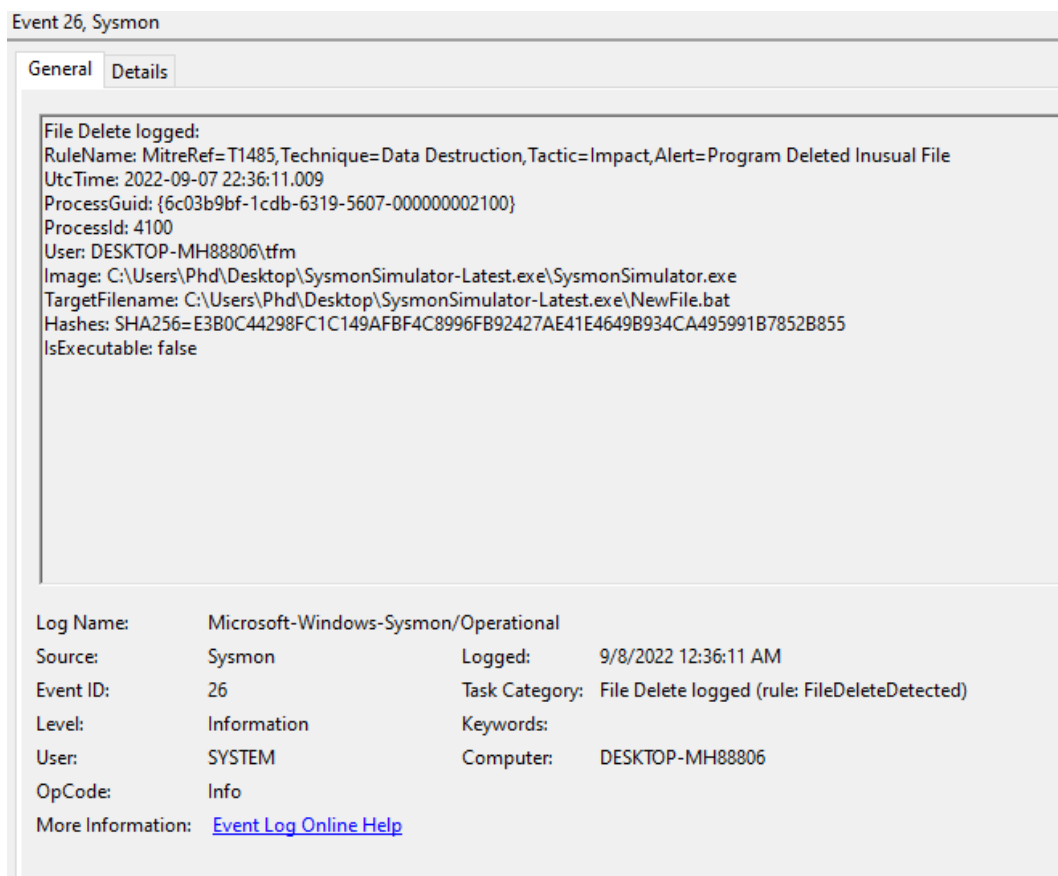 Event 26, Sysmon
General Details
File Delete logged:
RuleName: MitreRef=T1485,Technique=Data Destruction,Tactic=Impact,Alert=Program Deleted Inusual File
UtcTime: 2022-09-07 22:36:11.009
ProcessGuid: {6c03b9bf-1cdb-6319-5607-000000002100}
ProcessId: 4100
User: DESKTOP-MH88806\tfm
Image: C:\Users\Phd\Desktop\SysmonSimulator-Latest.exe\SysmonSimulator.exe
TargetFilename: C:\Users\Phd\Desktop\SysmonSimulator-Latest.exe\NewFile.bat
Hashes: SHA256=E3B0C44298FC1C149AFBF4C8996FB92427AE41E4649B934CA495991B7852B855
IsExecutable: false
Log Name: Microsoft-Windows-Sysmon/Operational
Source: Sysmon Logged: 9/8/2022 12:36:11 AM
Event ID: 26 Task Category: File Delete logged (rule: FileDeleteDetected)
Level: Information Keywords:
User: SYSTEM Computer: DESKTOP-MH88806
OpCode: Info
More Information: Event Log Online Help